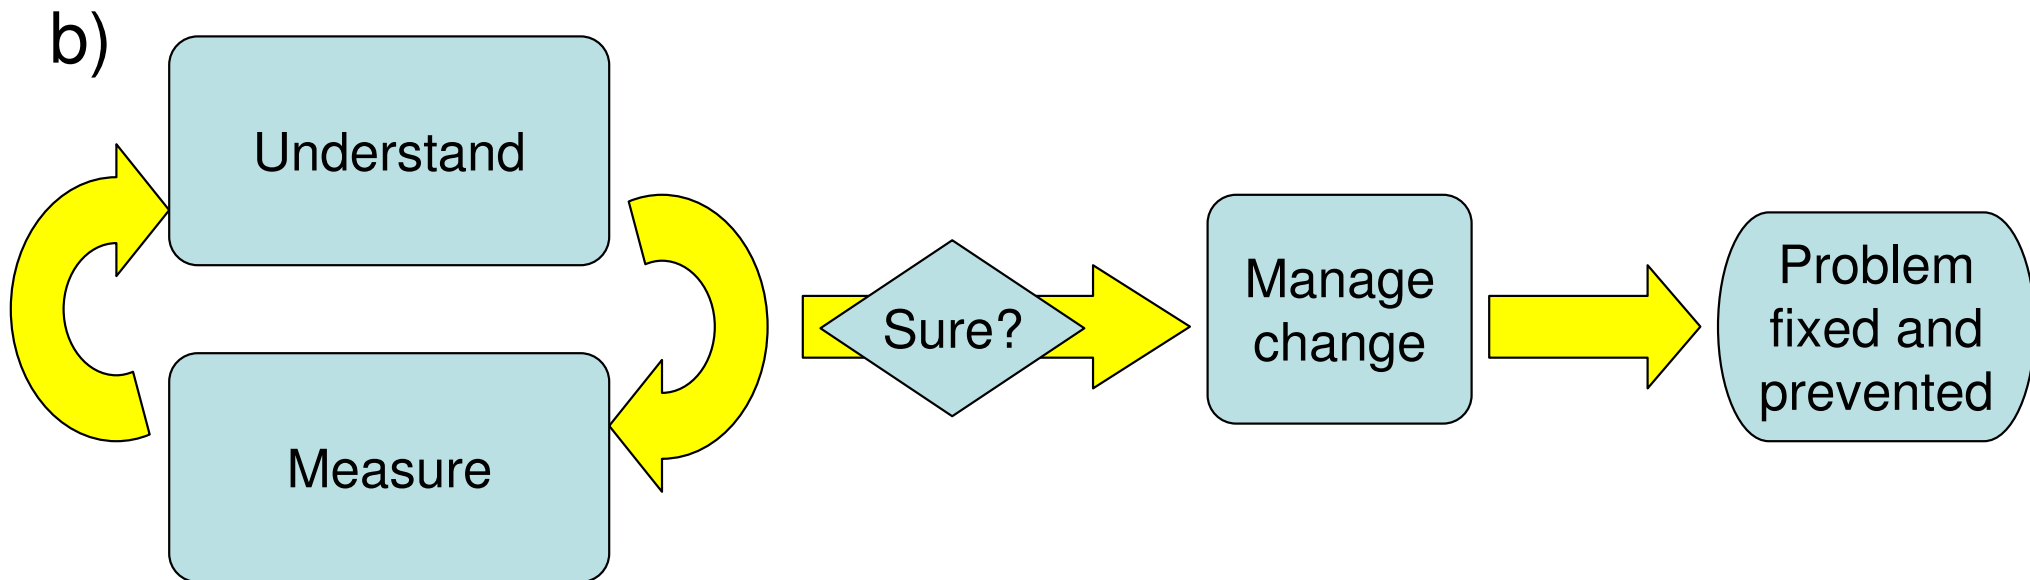 b)
Understand
Measure
Sure?
Manage
change
Problem
fixed and
prevented